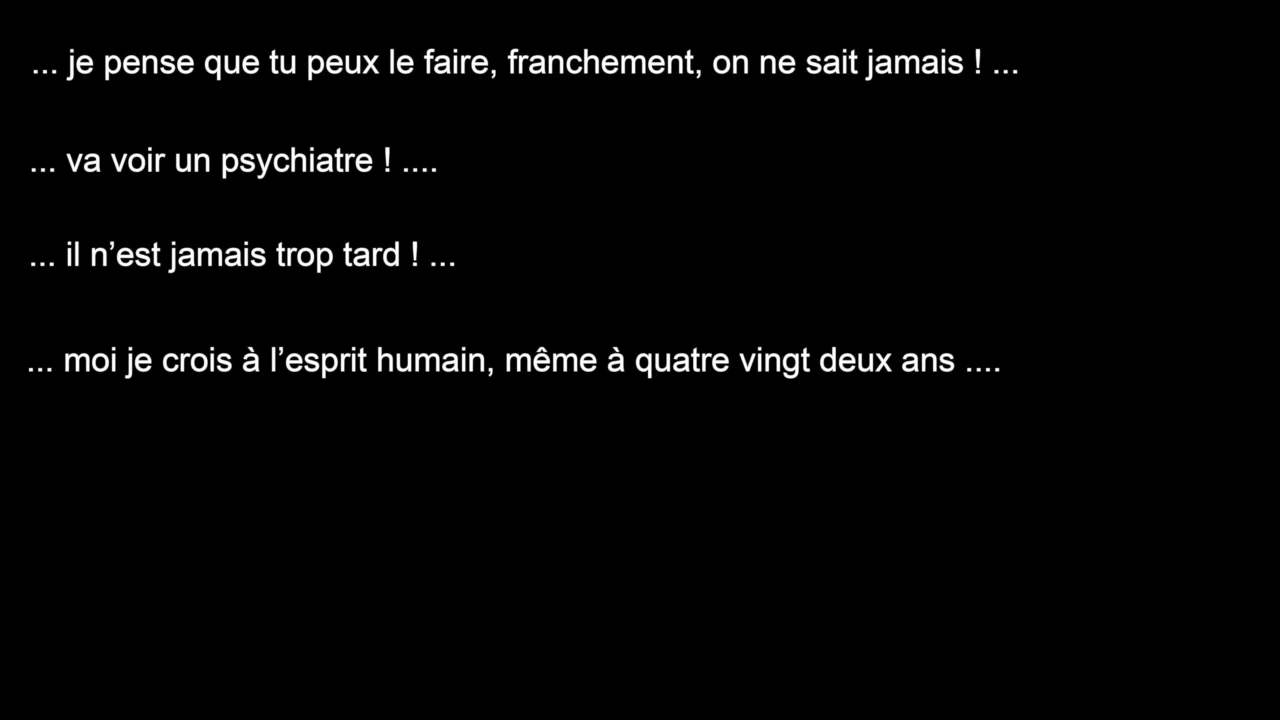 ... je pense que tu peux le faire, franchement, on ne sait jamais ! ...
... va voir un psychiatre ! ....
... il n’est jamais trop tard ! ...
... moi je crois à l’esprit humain, même à quatre vingt deux ans ....